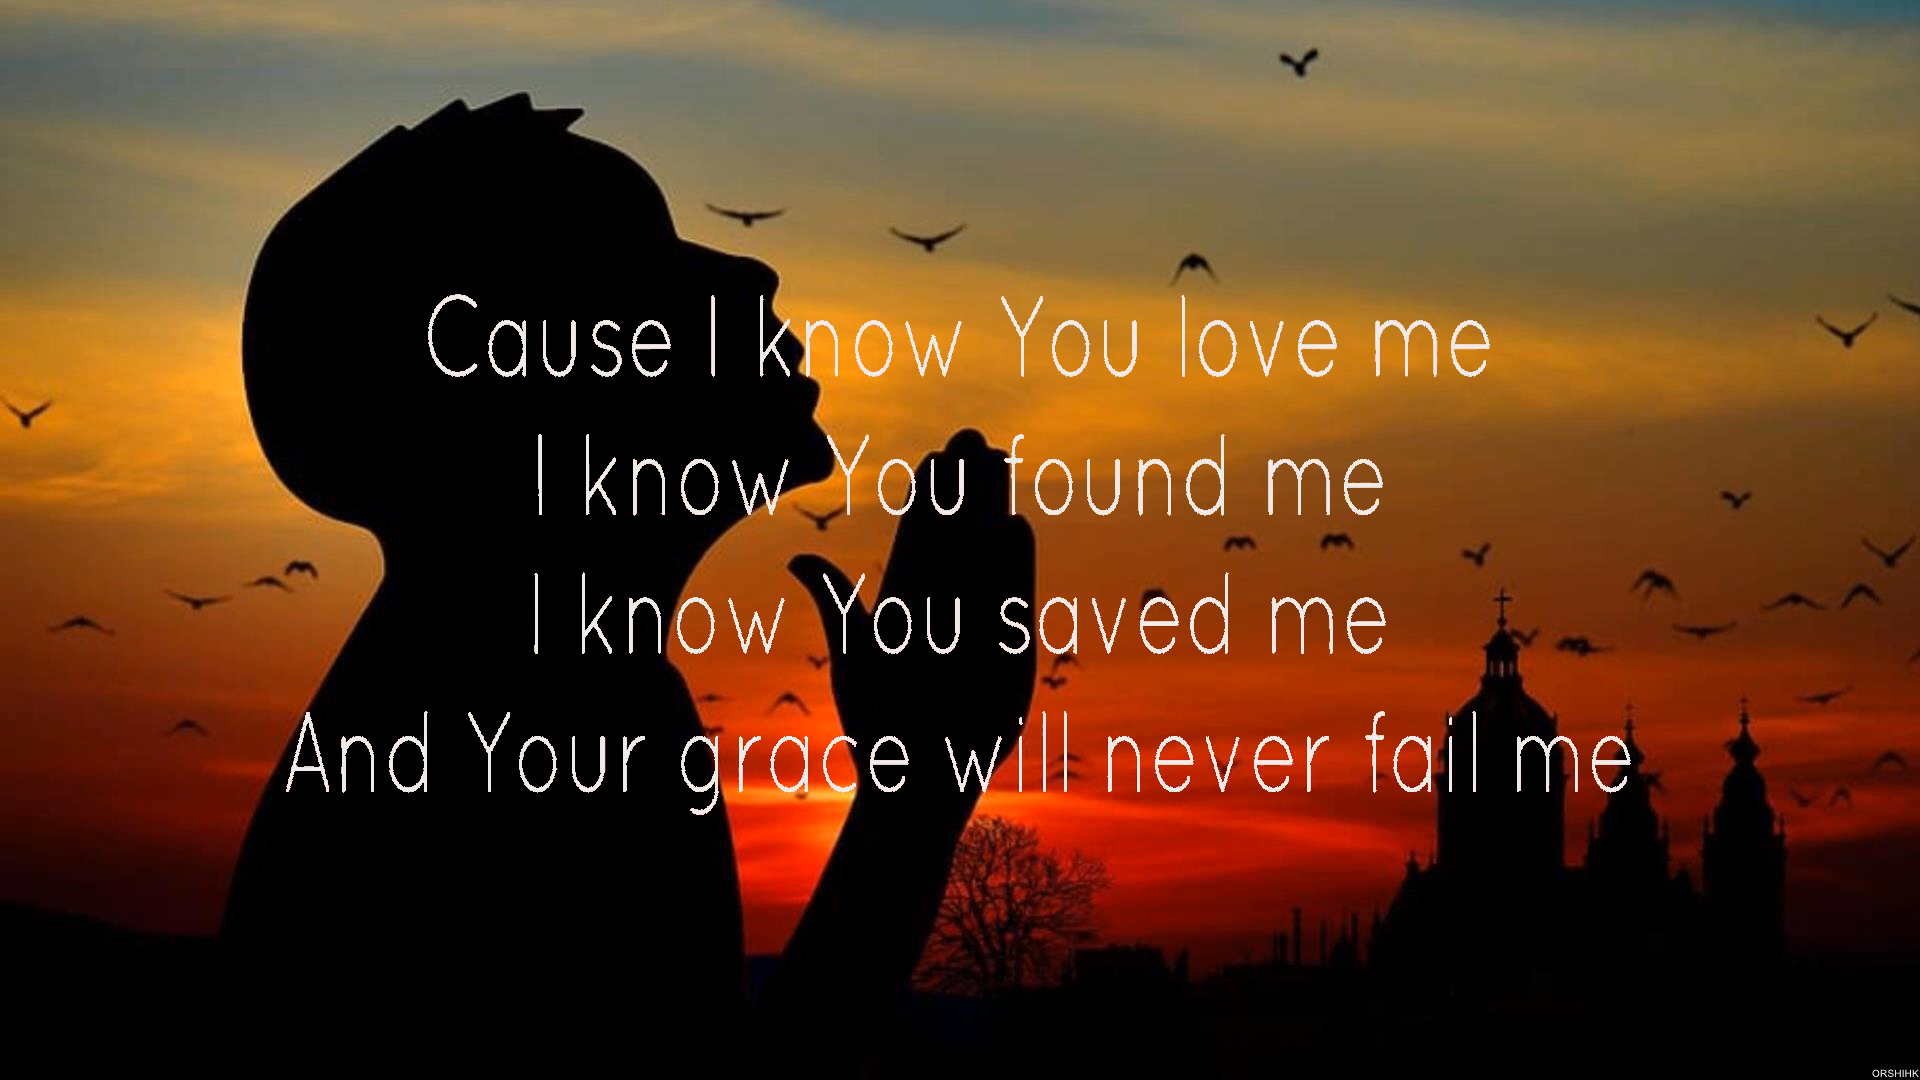 Cause I know You love me
I know You found me
I know You saved me
And Your grace will never fail me
ORSHIHK